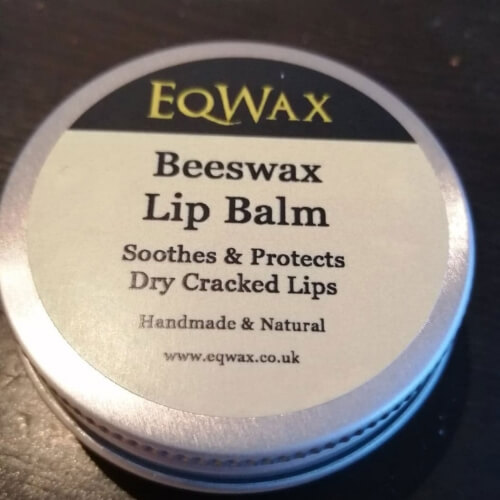 EQWAX
Beeswax
Lip Balm
Soothes & Protects
Dry Cracked Lips
Handmade & Natural
www.eqwax.co.uk